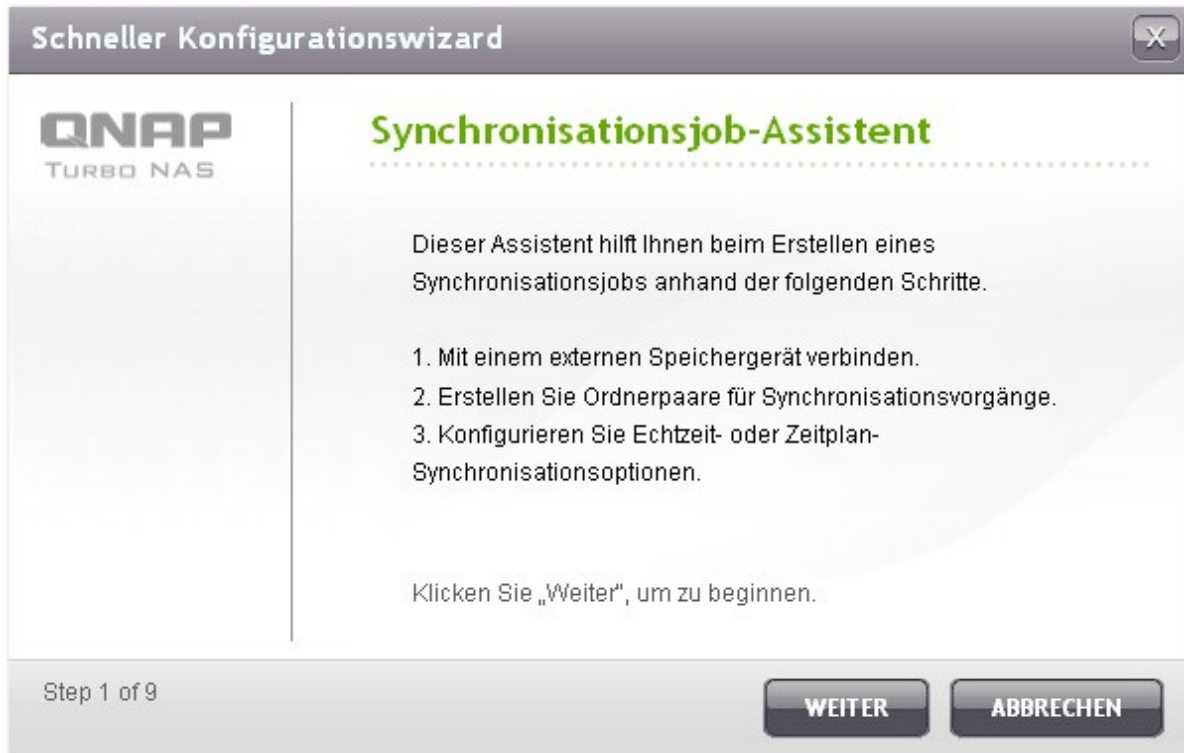 Schneller Konfigurationswizard
QNAP
TURBO NAS
Synchronisationsjob-Assistent
Dieser Assistent hilft Ihnen beim Erstellen eines
Synchronisationsjobs anhand der folgenden Schritte.
1. Mit einem externen Speichergerät verbinden.
2. Erstellen Sie Ordnerpaare für Synchronisationsvorgänge.
3. Konfigurieren Sie Echtzeit- oder Zeitplan-
Synchronisationsoptionen.
Klicken Sie „Weiter", um zu beginnen.
Step 1 of 9
WEITER
ABBRECHEN